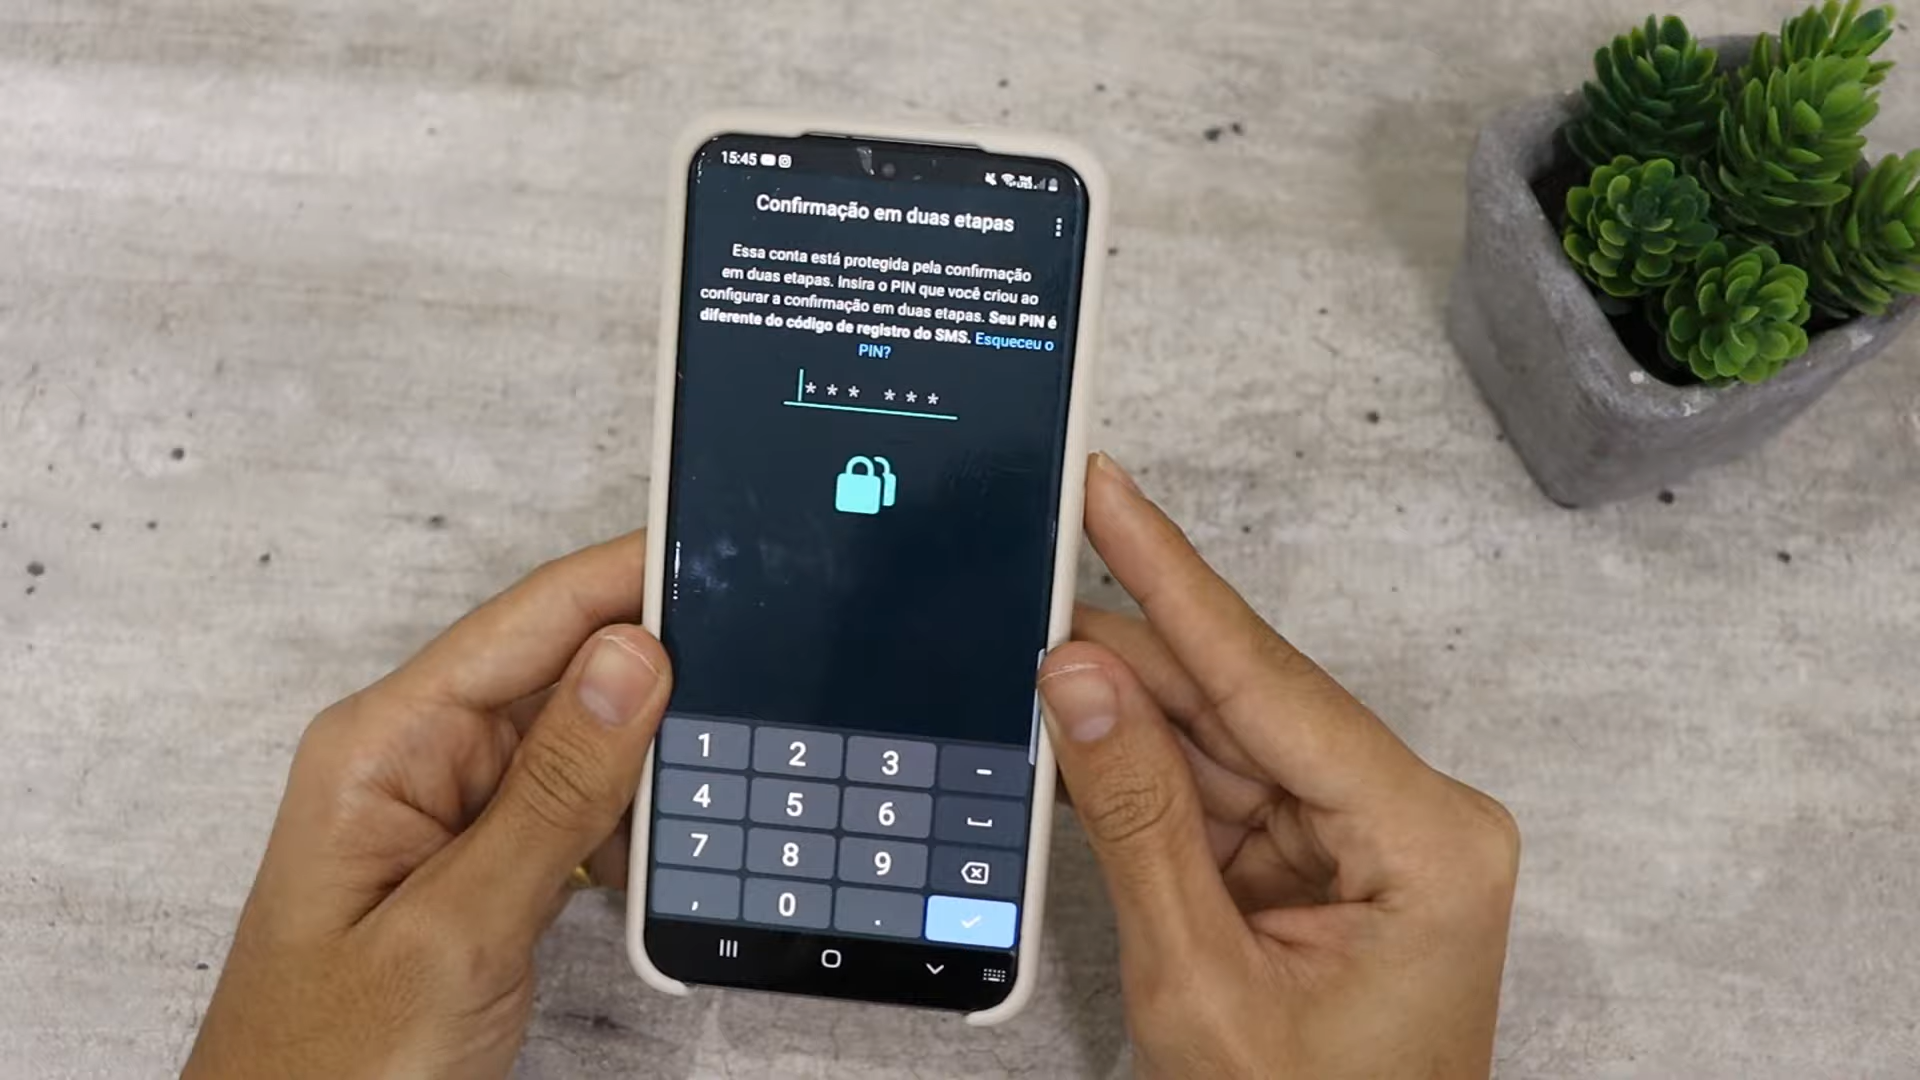 15:45
Confirmação em duas etapas
Essa conta está protegida pela confirmação
em duas etapas. Insira o PIN que você criou ao
configurar a confirmação em duas etapas. Seu PIN é
diferente do código de registro do SMS. Esqueceu o
PIN?
*** ***
1 2 3 -
4 5 6
7 8 9
, 0 .